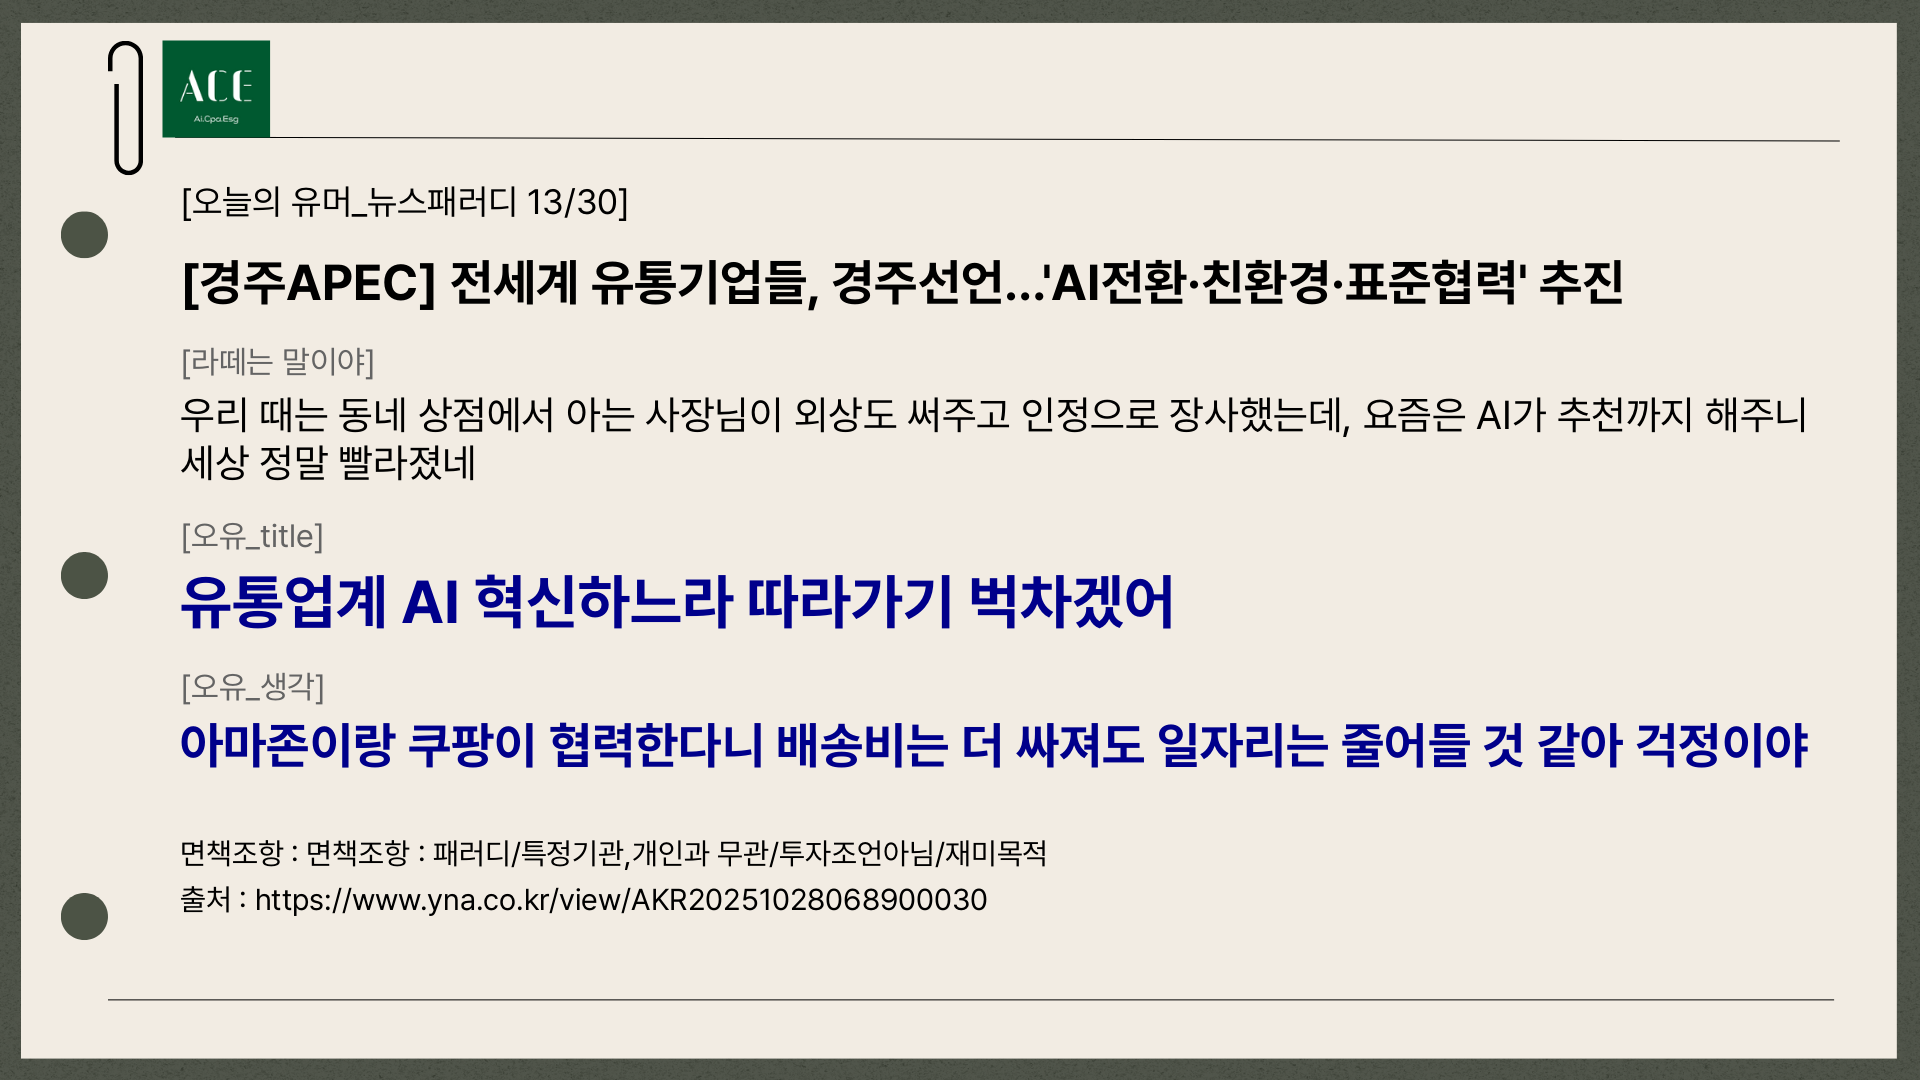 ACE
Ai.Cpa.Esg
[오늘의 유머_뉴스패러디 13/30]
[경주APEC] 전세계 유통기업들, 경주선언...'AI전환·친환경·표준협력' 추진
[라떼는 말이야]
우리 때는 동네 상점에서 아는 사장님이 외상도 써주고 인정으로 장사했는데, 요즘은 AI가 추천까지 해주니
세상 정말 빨라졌네
[오유_title]
유통업계 AI 혁신하느라 따라가기 벅차겠어
[오유_생각]
아마존이랑 쿠팡이 협력한다니 배송비는 더 싸져도 일자리는 줄어들 것 같아 걱정이야
면책조항 : 면책조항 : 패러디/특정기관,개인과 무관/투자조언아님/재미목적
출처 : https://www.yna.co.kr/view/AKR20251028068900030